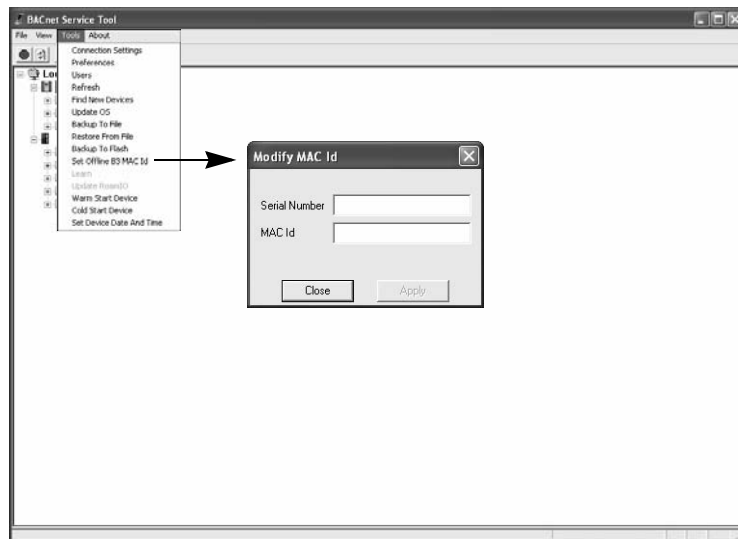 BACnet Service Tool
File View Tools About
Connection Settings
Preferences
Users
Refresh
Find New Devices
Update OS
Backup To File
Restore From File
Backup To Flash
Set Offline B3 MAC Id
Learn
Update RoomIO
Warm Start Device
Cold Start Device
Set Device Date And Time
Modify MAC Id
Serial Number
MAC Id
Close Apply